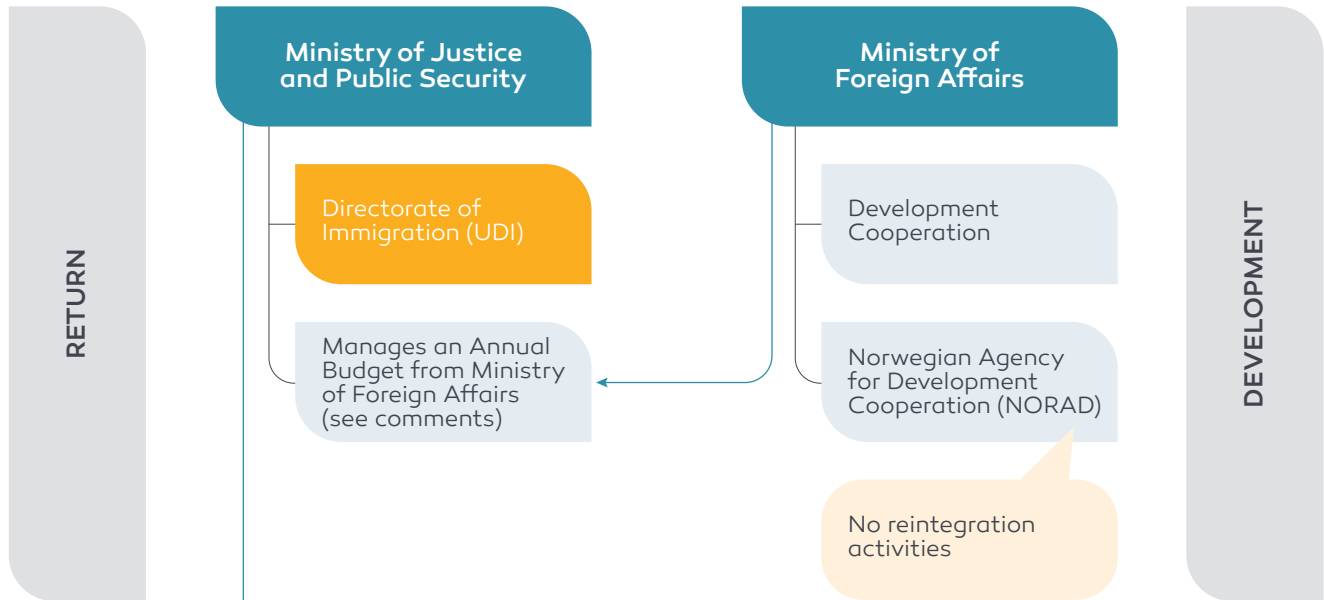 RETURN
Ministry of Justice
and Public Security
Directorate of
Immigration (UDI)
Manages an Annual
Budget from Ministry
of Foreign Affairs
(see comments)
Ministry of
Foreign Affairs
Development
Cooperation
Norwegian Agency
for Development
Cooperation (NORAD)
No reintegration
activities
DEVELOPMENT